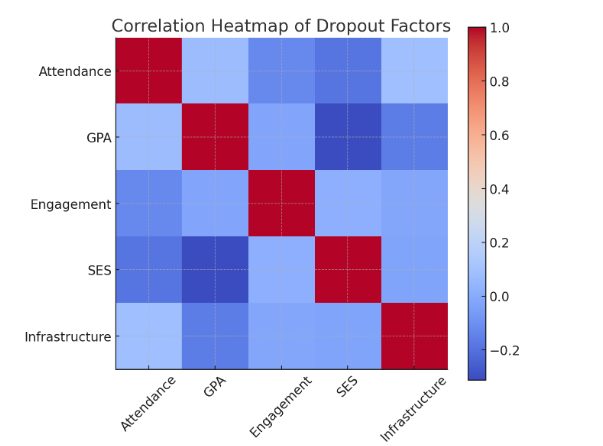 Correlation Heatmap of Dropout Factors
Attendance
GPA
Engagement
SES
Infrastructure
Attendance
GPA
Engagement
SES
Infrastructure
1.0
0.8
0.6
0.4
0.2
0.0
−0.2